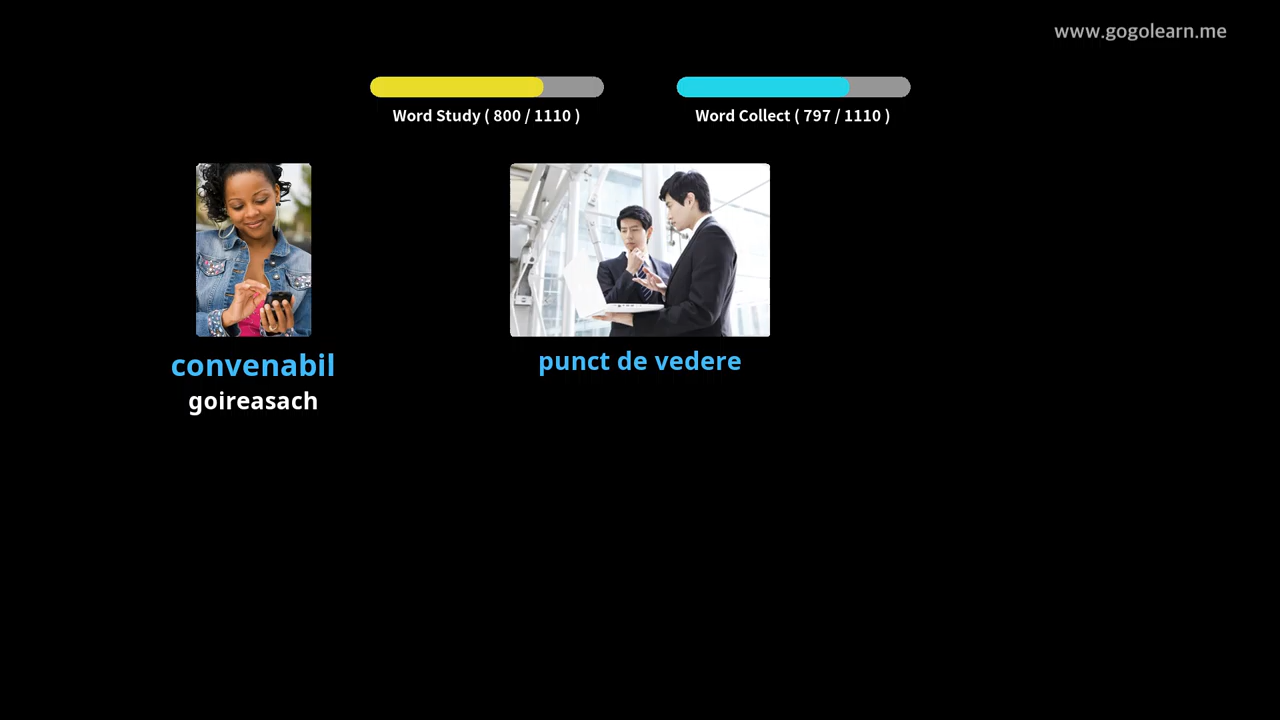 www.gogolearn.me
Word Study ( 800 / 1110 )
Word Collect ( 797 / 1110 )
convenabil
goireasach
punct de vedere